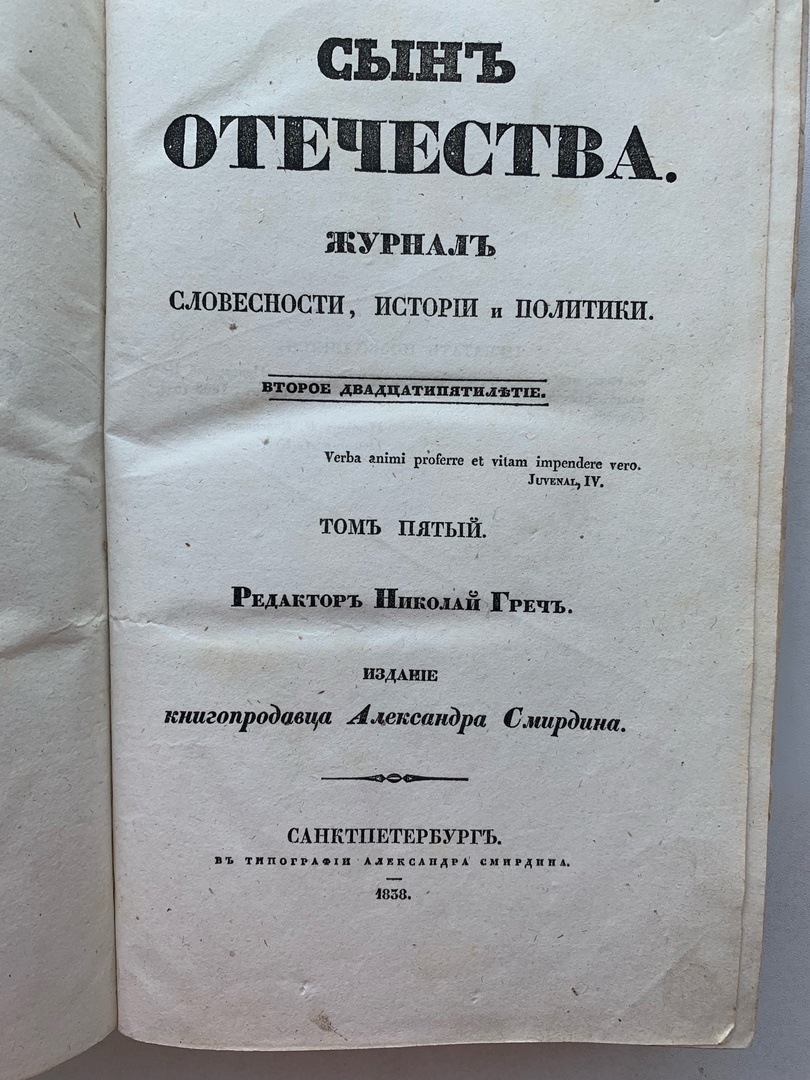 СЫНЪ
ОТЕЧЕСТВА.
ЖУРНАЛЪ
СЛОВЕСНОСТИ, ИСТОРІИ и ПОЛИТИКИ.
ВТОРОЕ ДВАДЦАТИПЯТИЛѢТІЕ.
Verba animi proferre et vitam impendere vero.
JUVENAL, IV.
ТОМЪ ПЯТЫЙ.
РЕДАКТОРЪ НИКОЛАЙ ГРЕЧЪ.
ИЗДАНІЕ
книгопродавца Александра Смирдина.
САНКТПЕТЕРБУРГЪ.
ВЪ ТИПОГРАФІИ АЛЕКСАНДРА СМИРДИНА.
1838.